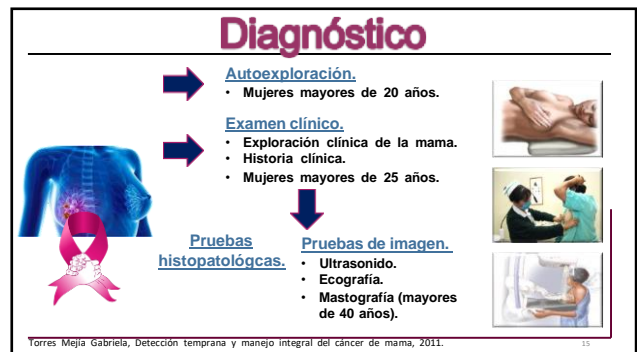 Diagnóstico
Autoexploración.
• Mujeres mayores de 20 años.
Examen clínico.
• Exploración clínica de la mama.
• Historia clínica.
• Mujeres mayores de 25 años.
Pruebas
histopatológcas.
Pruebas de imagen.
• Ultrasonido.
• Ecografía.
• Mastografía (mayores
de 40 años).
Torres Mejía Gabriela, Detección temprana y manejo integral del cáncer de mama, 2011.
15